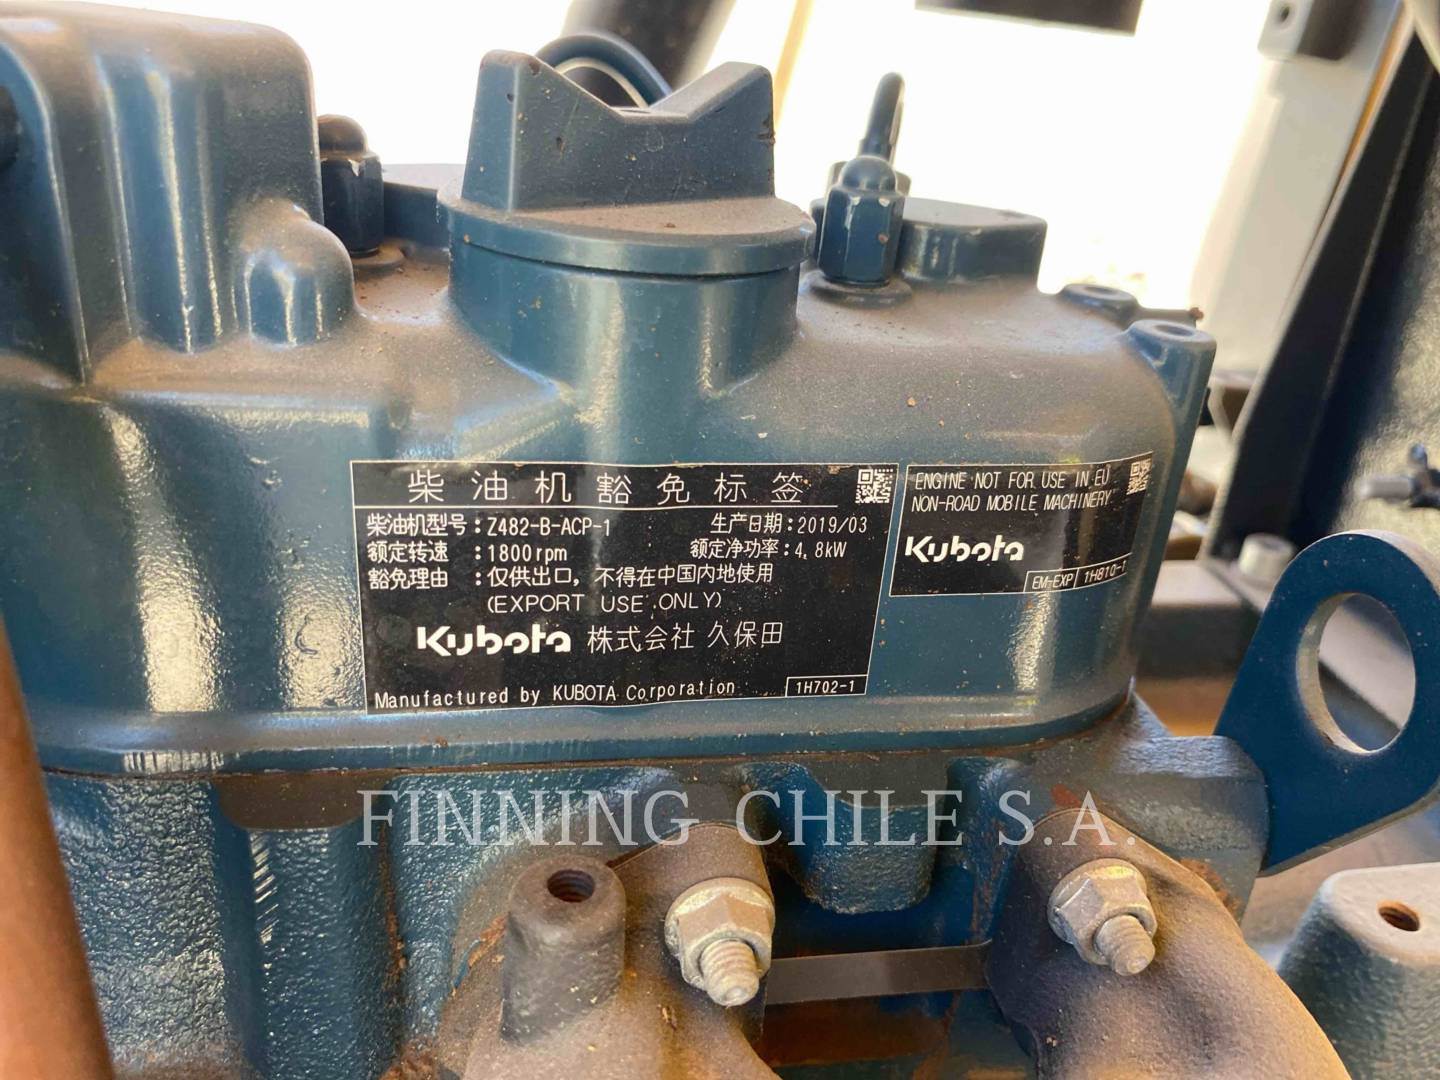 柴油机豁免标签
柴油机型号：Z482-B-ACP-1 生产日期：2019/03
额定转速：1800rpm 额定净功率：4.8kW
豁免理由：仅供出口，不得在中国内地使用
(EXPORT USE ONLY)
Kubota 株式会社 久保田
Manufactured by KUBOTA Corporation 1H702-1
ENGINE NOT FOR USE IN EU
NON-ROAD MOBILE MACHINERY
Kubota
EM-EXP 1H810-1
FINNING CHILE S.A.